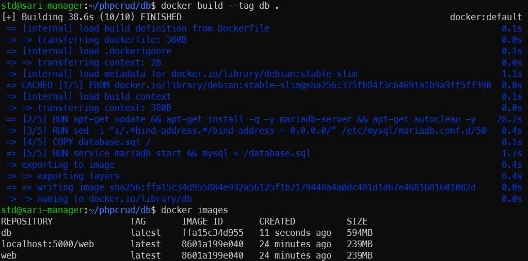 std@sari-manager:~/phpcrud/db$ docker build --tag db .
[+] Building 38.6s (10/10) FINISHED docker:default
=> [internal] load build definition from Dockerfile 0.1s
=> => transferring dockerfile: 360B 0.0s
=> [internal] load .dockerignore 0.1s
=> => transferring context: 2B 0.0s
=> [internal] load metadata for docker.io/library/debian:stable-slim 1.1s
=> CACHED [1/5] FROM docker.io/library/debian:stable-slim@sha256:375fb84f3c64691a1b9a9ff5ff390 0.0s
=> [internal] load build context 0.1s
=> => transferring context: 380B 0.0s
=> [2/5] RUN apt-get update && apt-get install -q -y mariadb-server && apt-get autoclean -y 28.7s
=> [3/5] RUN sed -i "s/.*bind-address.*/bind-address = 0.0.0.0/" /etc/mysql/mariadb.conf.d/50- 0.4s
=> [4/5] COPY database.sql / 0.1s
=> [5/5] RUN service mariadb start && mysql < /database.sql 1.7s
=> exporting to image 6.4s
=> => exporting layers 6.4s
=> => writing image 0.0s
=> => naming to docker.io/library/db 0.0s
std@sari-manager:~/phpcrud/db$ docker images
REPOSITORY TAG IMAGE ID CREATED SIZE
db latest ffa15c34d955 11 seconds ago 594MB
localhost:5000/web latest 8601a199e040 24 minutes ago 239MB
web latest 8601a199e040 24 minutes ago 239MB